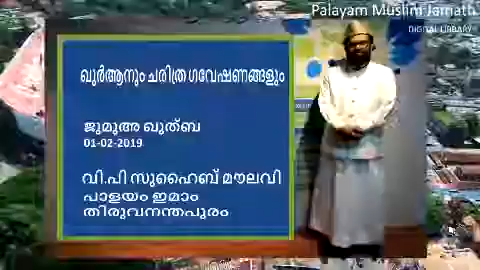 Palayam Muslim Jamath
DIGITAL LIBRARY
ഖുർആനും ചരിത്ര ഗവേഷണങ്ങളും
ജുമുഅ ഖുത്ബ
01-02-2019
വി.പി സുഹൈബ് മൗലവി
പാളയം ഇമാം
തിരുവനന്തപുരം